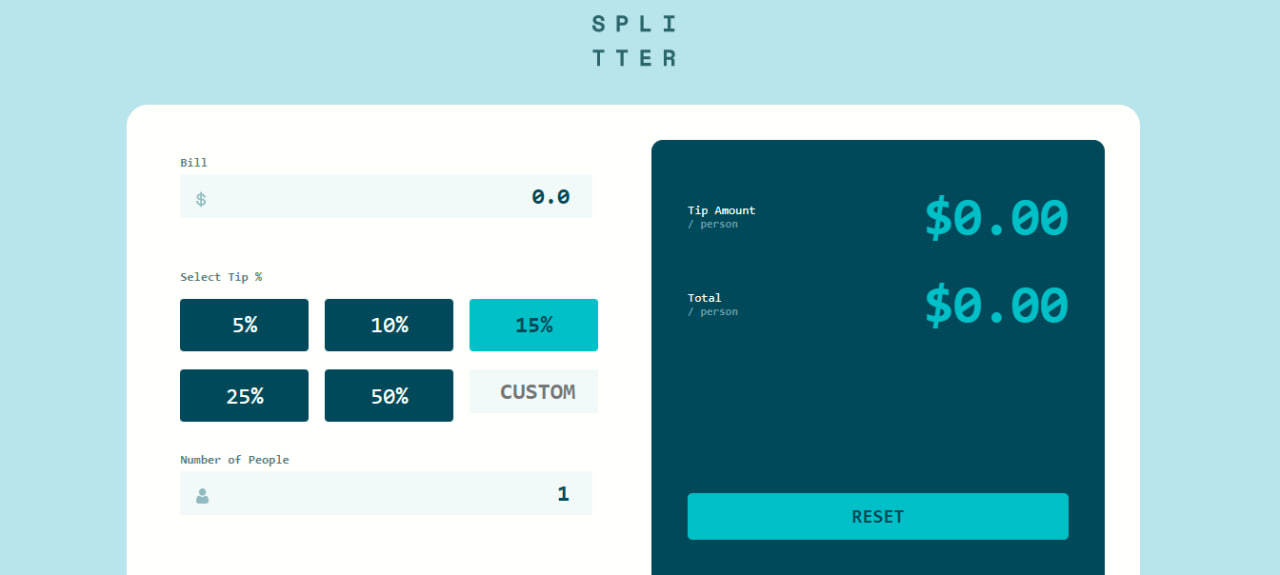 SPLI
TTER
Bill
$ 0.0
Select Tip %
5% 10% 15%
25% 50% CUSTOM
Number of People
1
Tip Amount
/ person
$0.00
Total
/ person
$0.00
RESET